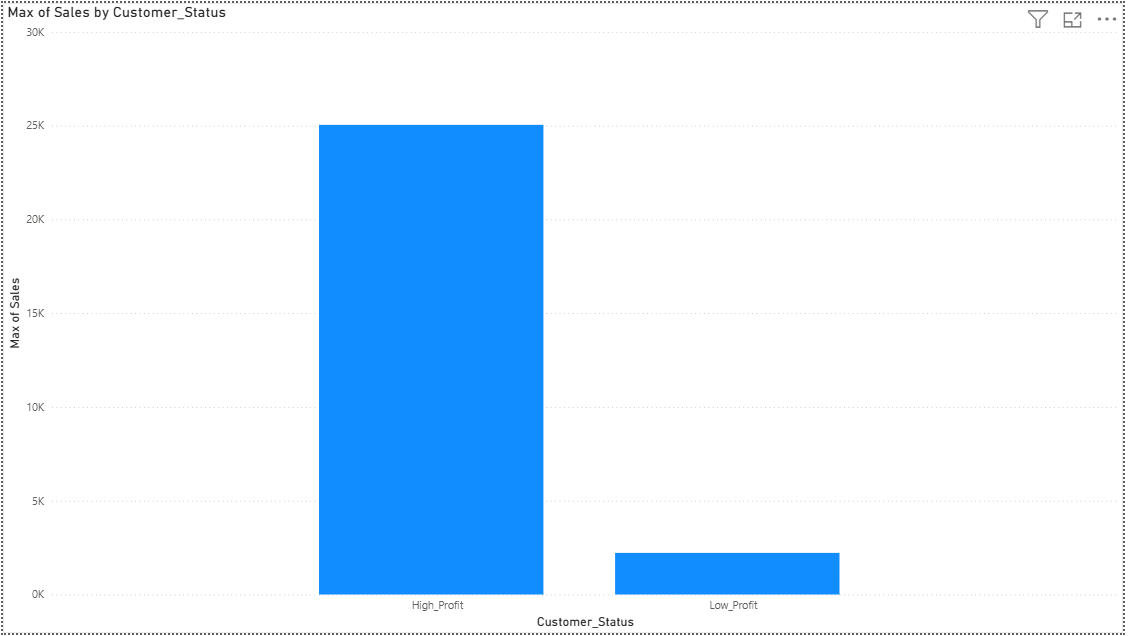 Max of Sales by Customer_Status
30K
25K
20K
15K
10K
5K
0K
Max of Sales
High_Profit Low_Profit
Customer_Status